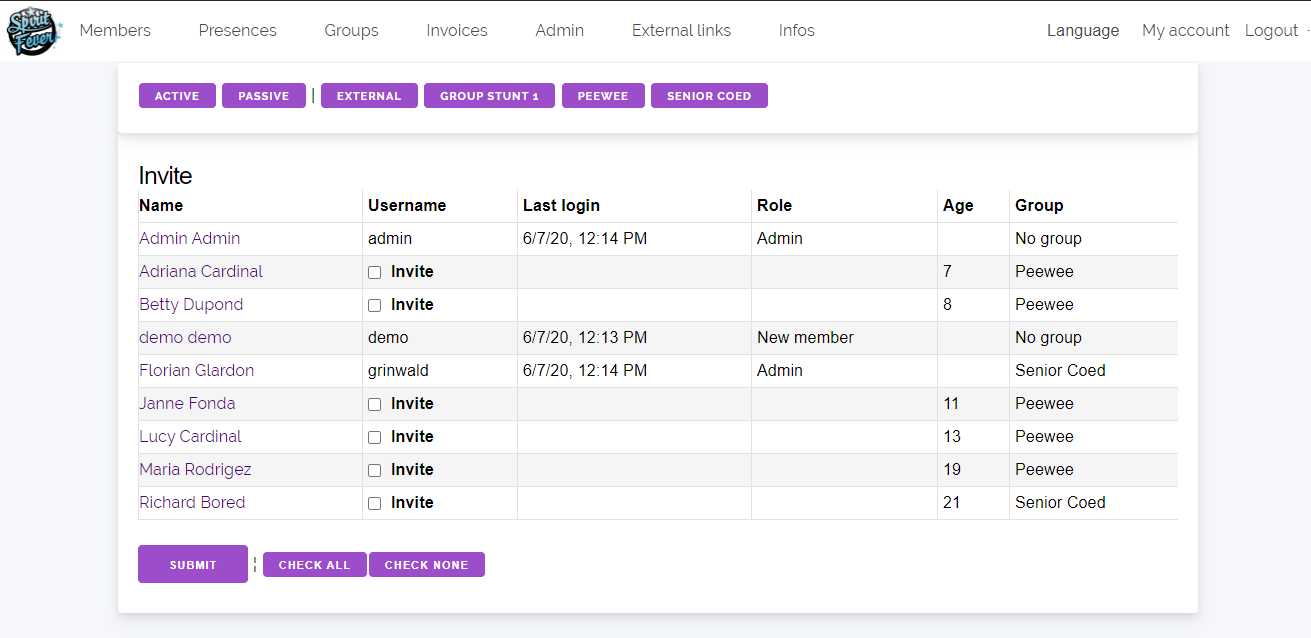 Spirit Fever Members Presences Groups Invoices Admin External links Infos Language My account Logout
ACTIVE PASSIVE | EXTERNAL GROUP STUNT 1 PEEWEE SENIOR COED
Invite
Name Username Last login Role Age Group
Admin Admin admin 6/7/20, 12:14 PM Admin No group
Adriana Cardinal Invite 7 Peewee
Betty Dupond Invite 8 Peewee
demo demo demo 6/7/20, 12:13 PM New member No group
Florian Glardon grinwald 6/7/20, 12:14 PM Admin Senior Coed
Janne Fonda Invite 11 Peewee
Lucy Cardinal Invite 13 Peewee
Maria Rodrigez Invite 19 Peewee
Richard Bored Invite 21 Senior Coed
SUBMIT ¦ CHECK ALL CHECK NONE